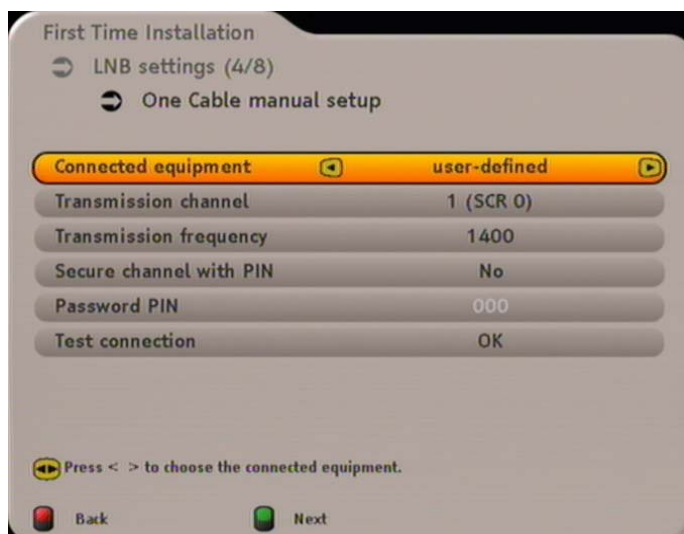 First Time Installation
LNB settings (4/8)
One Cable manual setup
Connected equipment user-defined
Transmission channel 1 (SCR 0)
Transmission frequency 1400
Secure channel with PIN No
Password PIN 000
Test connection OK
Press < > to choose the connected equipment.
Back Next